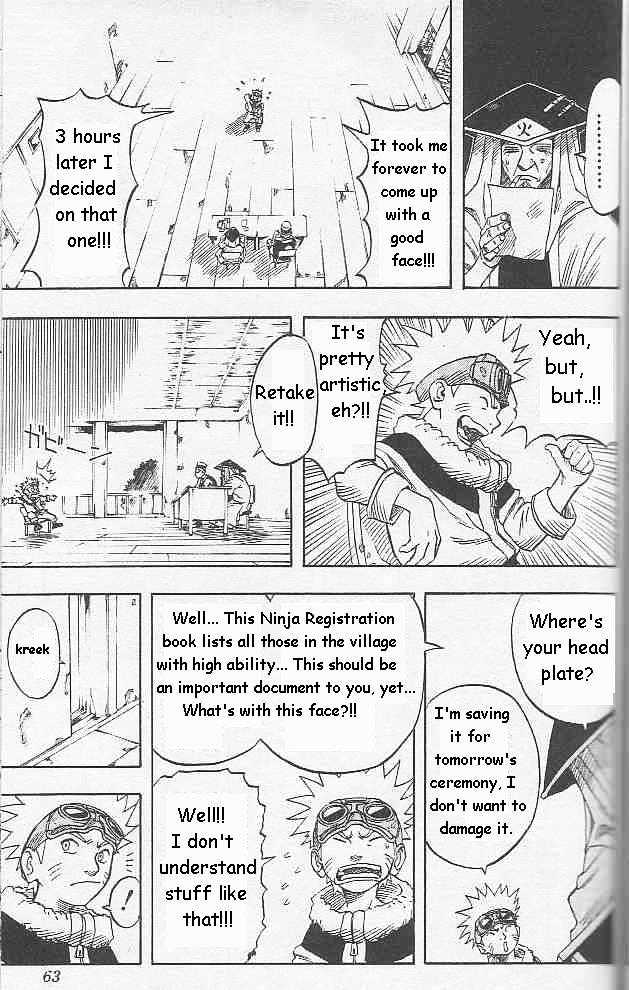 ..........
火
It took me
forever to
come up
with a
good
face!!!
3 hours
later I
decided
on that
one!!!
Yeah,
but,
but..!!
It's
pretty
artistic
eh?!!
Retake
it!!
Where's
your head
plate?
I'm saving
it for
tomorrow's
ceremony, I
don't want to
damage it.
Well... This Ninja Registration
book lists all those in the village
with high ability... This should be
an important document to you, yet...
What's with this face?!!
Well!!
I don't
understand
stuff like
that!!!
kreek
!
63